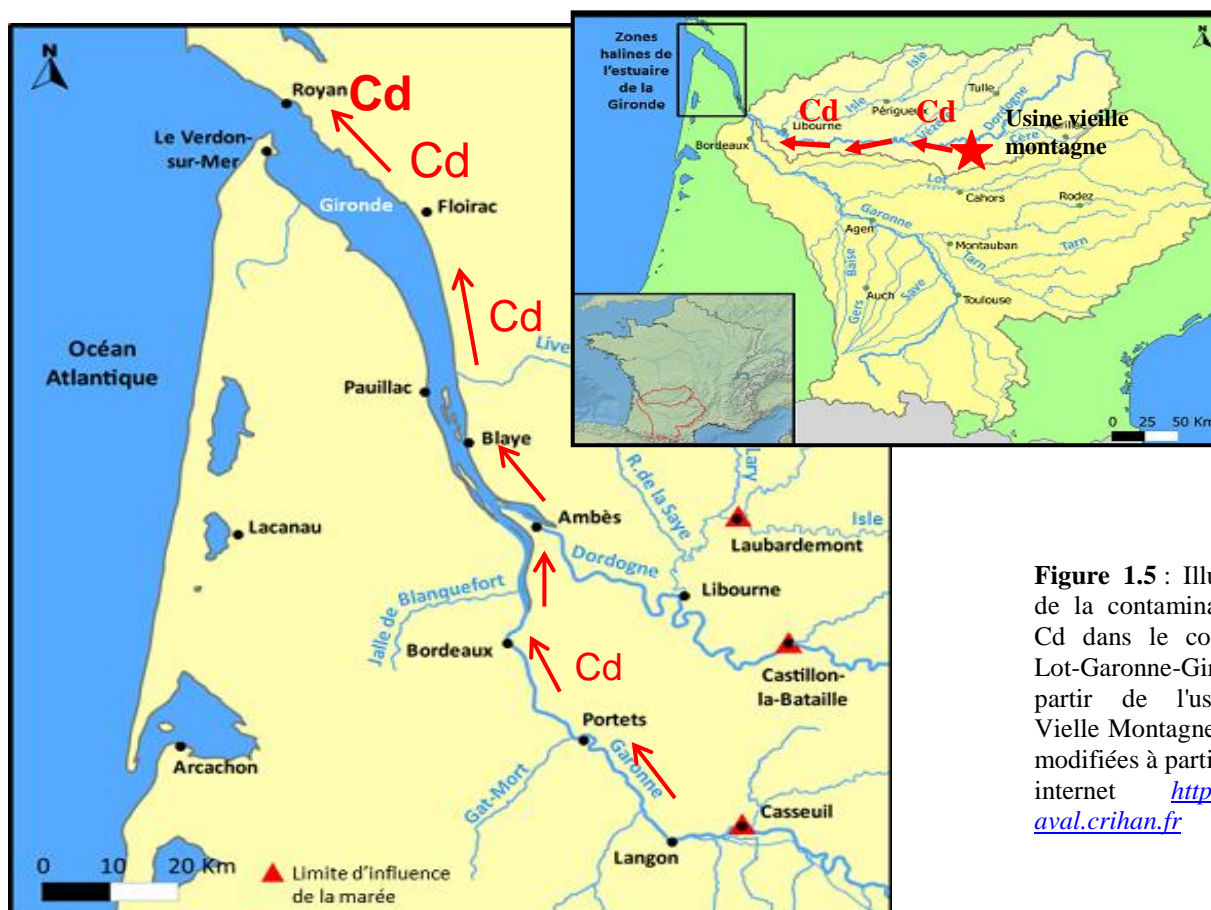 N
Royan
Cd
Le Verdon-
sur-Mer
Cd
Gironde
Floirac
Cd
Océan
Atlantique
Live
Pauillac
Blaye
R. de la Saye
Lary
Ambès
Isle
Laubardemont
Lacanau
Dordogne
Libourne
Jalle de Blanquefort
Bordeaux
Cd
Castillon-
la-Bataille
Portets
Garonne
Arcachon
Gat-Mort
Casseuil
Langon
0 10 20 Km
Limite d'influence
de la marée
Zones
halines de
l'estuaire
de la
Gironde
N
Isle
Tulle
Cd
Isle
Périgueux
Cd
Dordogne
Usine vieille
montagne
Libourne
Vézère
Cère
Bordeaux
Lot
Cahors
Rodez
Garonne
Agen
Montauban
Tarn
Tarn
Baïse
Gers
Auch
Save
Toulouse
0 25 50 Km
Figure 1.5 : Illu
de la contamina
Cd dans le co
Lot-Garonne-Gir
partir de l'us
Vielle Montagne
modifiées à parti
internet http
aval.crihan.fr